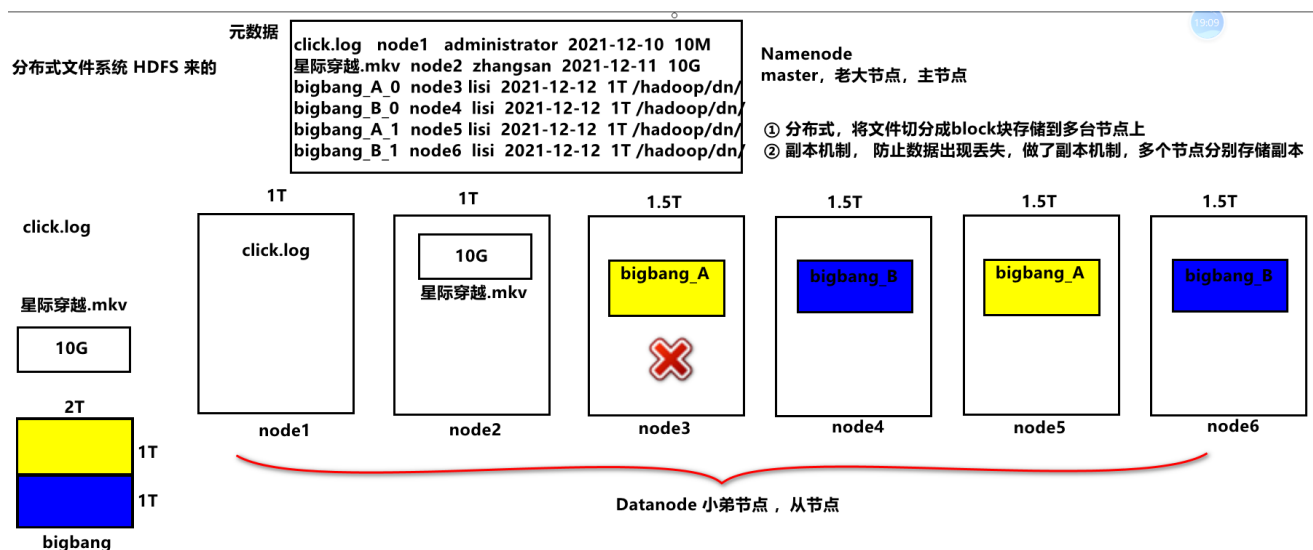 19:09
元数据
分布式文件系统 HDFS 来的
click.log node1 administrator 2021-12-10 10M
星际穿越.mkv node2 zhangsan 2021-12-11 10G
bigbang_A_0 node3 lisi 2021-12-12 1T /hadoop/dn/
bigbang_B_0 node4 lisi 2021-12-12 1T /hadoop/dn/
bigbang_A_1 node5 lisi 2021-12-12 1T /hadoop/dn/
bigbang_B_1 node6 lisi 2021-12-12 1T /hadoop/dn/
Namenode
master，老大节点，主节点
① 分布式，将文件切分成block块存储到多台节点上
② 副本机制， 防止数据出现丢失，做了副本机制，多个节点分别存储副本
click.log
星际穿越.mkv
10G
2T
1T
1T
bigbang
1T
click.log
node1
1T
10G
星际穿越.mkv
node2
1.5T
bigbang_A
node3
1.5T
bigbang_B
node4
1.5T
bigbang_A
node5
1.5T
bigbang_B
node6
Datanode 小弟节点 ，从节点